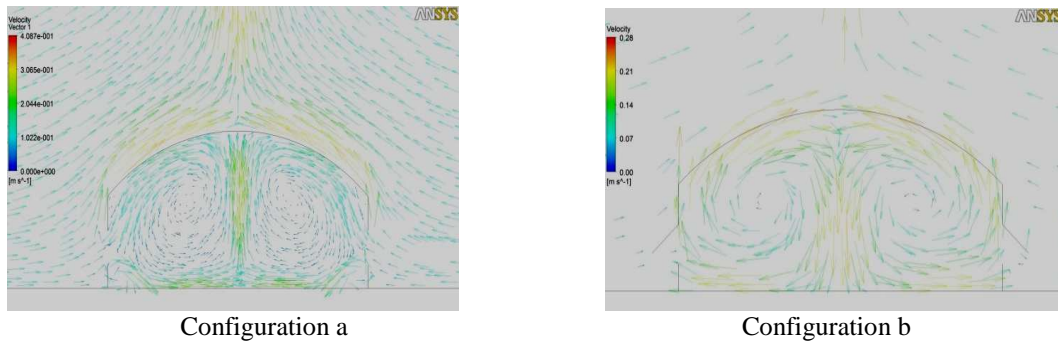 Velocity
Vector 1
4.087e-001
3.065e-001
2.044e-001
1.022e-001
0.000e+000
[m s^-1]
ANSYS
Velocity
0.28
0.21
0.14
0.07
0.00
[m s^-1]
ANSYS
Configuration a
Configuration b